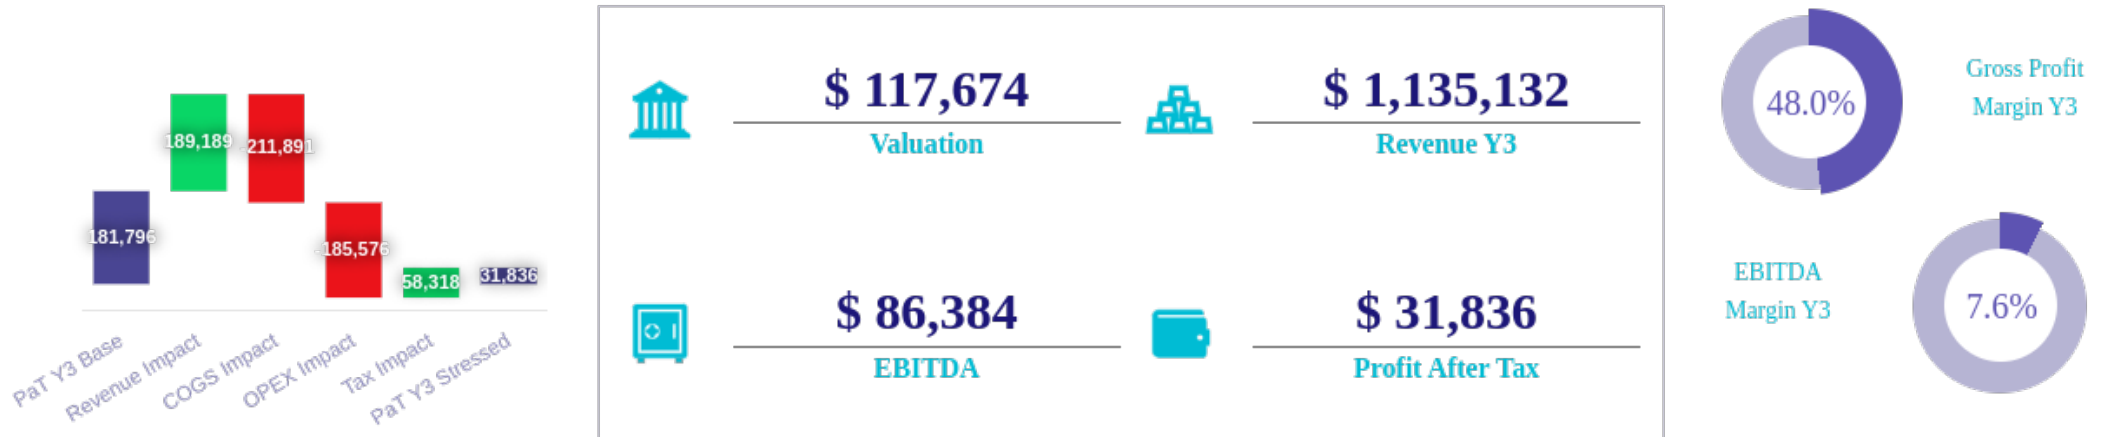 181,796
189,189
-211,891
-185,576
58,318
31,836
PaT Y3 Base
Revenue Impact
COGS Impact
OPEX Impact
Tax Impact
PaT Y3 Stressed
$ 117,674
Valuation
$ 1,135,132
Revenue Y3
$ 86,384
EBITDA
$ 31,836
Profit After Tax
48.0%
Gross Profit
Margin Y3
EBITDA
Margin Y3
7.6%